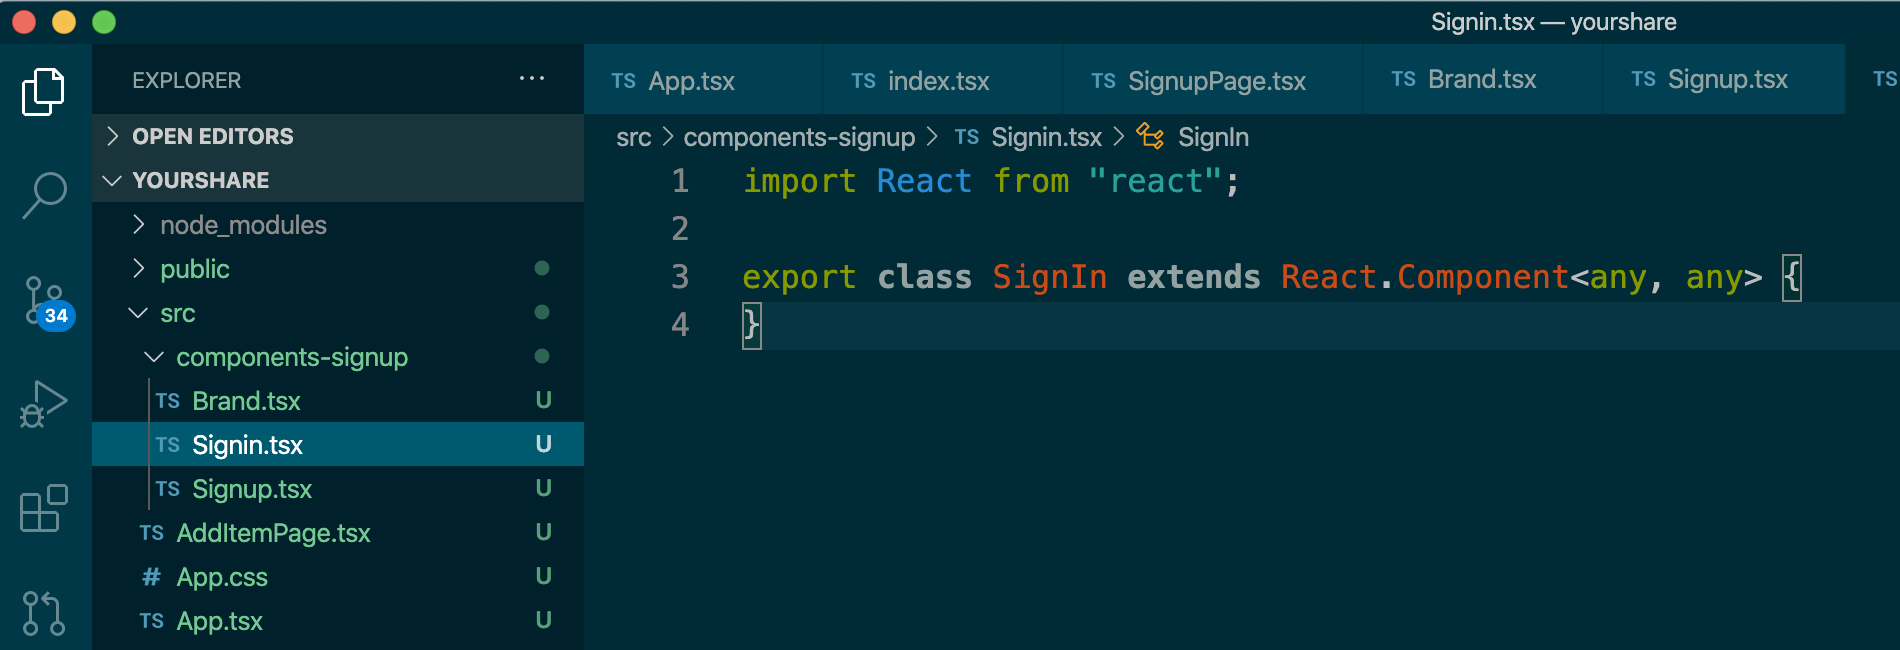 Signin.tsx — yourshare
EXPLORER ···
TS App.tsx TS index.tsx TS SignupPage.tsx TS Brand.tsx TS Signup.tsx TS
OPEN EDITORS
YOURSHARE
node_modules
public
src
components-signup
TS Brand.tsx U
TS Signin.tsx U
TS Signup.tsx U
TS AddItemPage.tsx U
# App.css U
TS App.tsx U
34
src > components-signup > TS Signin.tsx > SignIn
1 import React from "react";
2
3 export class SignIn extends React.Component<any, any> {
4 }